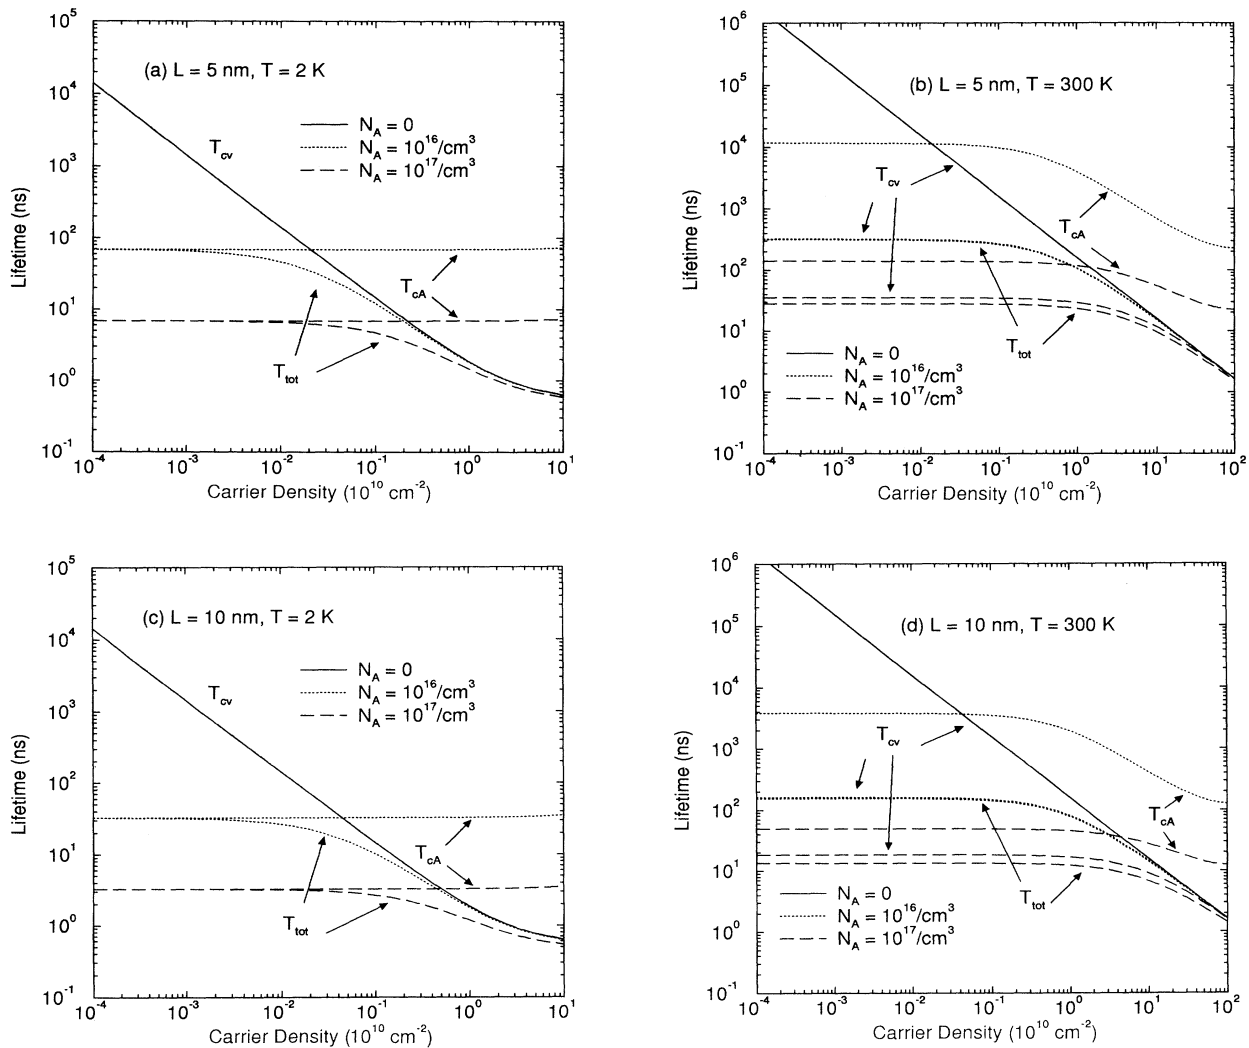 (a) L = 5 nm, T = 2 K
Lifetime (ns)
10^5
10^4
10^3
10^2
10^1
10^0
10^-1
T_cv
N_A = 0
N_A = 10^16/cm^3
N_A = 10^17/cm^3
T_cA
T_tot
10^-4 10^-3 10^-2 10^-1 10^0 10^1
Carrier Density (10^10 cm^-2)
(b) L = 5 nm, T = 300 K
Lifetime (ns)
10^6
10^5
10^4
10^3
10^2
10^1
10^0
10^-1
T_cv
T_cA
T_tot
N_A = 0
N_A = 10^16/cm^3
N_A = 10^17/cm^3
10^-4 10^-3 10^-2 10^-1 10^0 10^1 10^2
Carrier Density (10^10 cm^-2)
(c) L = 10 nm, T = 2 K
Lifetime (ns)
10^5
10^4
10^3
10^2
10^1
10^0
10^-1
N_A = 0
T_cv
N_A = 10^16/cm^3
N_A = 10^17/cm^3
T_cA
T_tot
10^-4 10^-3 10^-2 10^-1 10^0 10^1
Carrier Density (10^10 cm^-2)
(d) L = 10 nm, T = 300 K
Lifetime (ns)
10^6
10^5
10^4
10^3
10^2
10^1
10^0
10^-1
T_cv
T_cA
T_tot
N_A = 0
N_A = 10^16/cm^3
N_A = 10^17/cm^3
10^-4 10^-3 10^-2 10^-1 10^0 10^1 10^2
Carrier Density (10^10 cm^-2)